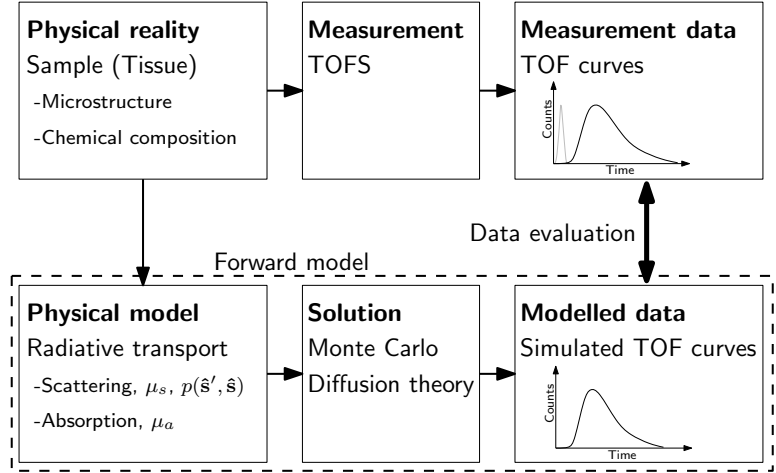 Physical reality
Sample (Tissue)
-Microstructure
-Chemical composition
Measurement
TOFS
Measurement data
TOF curves
Counts
Time
Data evaluation
Forward model
Physical model
Radiative transport
-Scattering, μₛ, p(ŝ′, ŝ)
-Absorption, μₐ
Solution
Monte Carlo
Diffusion theory
Modelled data
Simulated TOF curves
Counts
Time